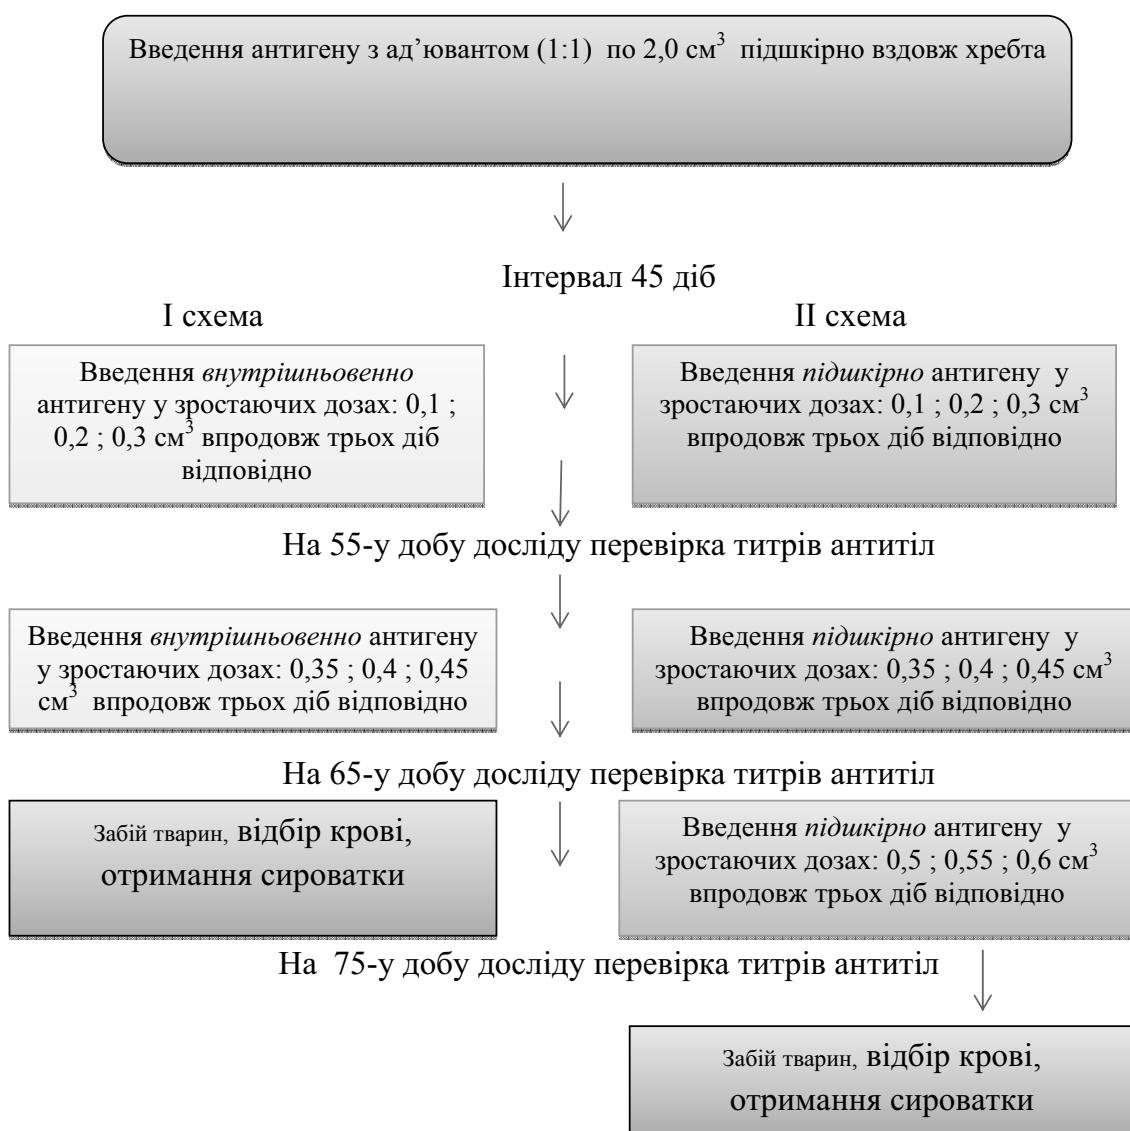 Введення антигену з ад’ювантом (1:1) по 2,0 см³ підшкірно вздовж хребта
Інтервал 45 діб
I схема
II схема
Введення внутрішньовенно
антигену у зростаючих дозах: 0,1 ;
0,2 ; 0,3 см³ впродовж трьох діб
відповідно
Введення підшкірно антигену у
зростаючих дозах: 0,1 ; 0,2 ; 0,3 см³
впродовж трьох діб відповідно
На 55-у добу досліду перевірка титрів антитіл
Введення внутрішньовенно антигену
у зростаючих дозах: 0,35 ; 0,4 ; 0,45
см³ впродовж трьох діб відповідно
Введення підшкірно антигену у
зростаючих дозах: 0,35 ; 0,4 ; 0,45 см³
впродовж трьох діб відповідно
На 65-у добу досліду перевірка титрів антитіл
Забій тварин, відбір крові,
отримання сироватки
Введення підшкірно антигену у
зростаючих дозах: 0,5 ; 0,55 ; 0,6 см³
впродовж трьох діб відповідно
На 75-у добу досліду перевірка титрів антитіл
Забій тварин, відбір крові,
отримання сироватки